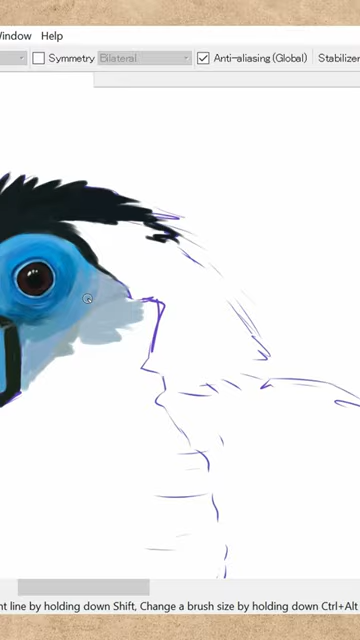 Window Help
Symmetry Bilateral Anti-aliasing (Global) Stabilizer
nt line by holding down Shift, Change a brush size by holding down Ctrl+Alt